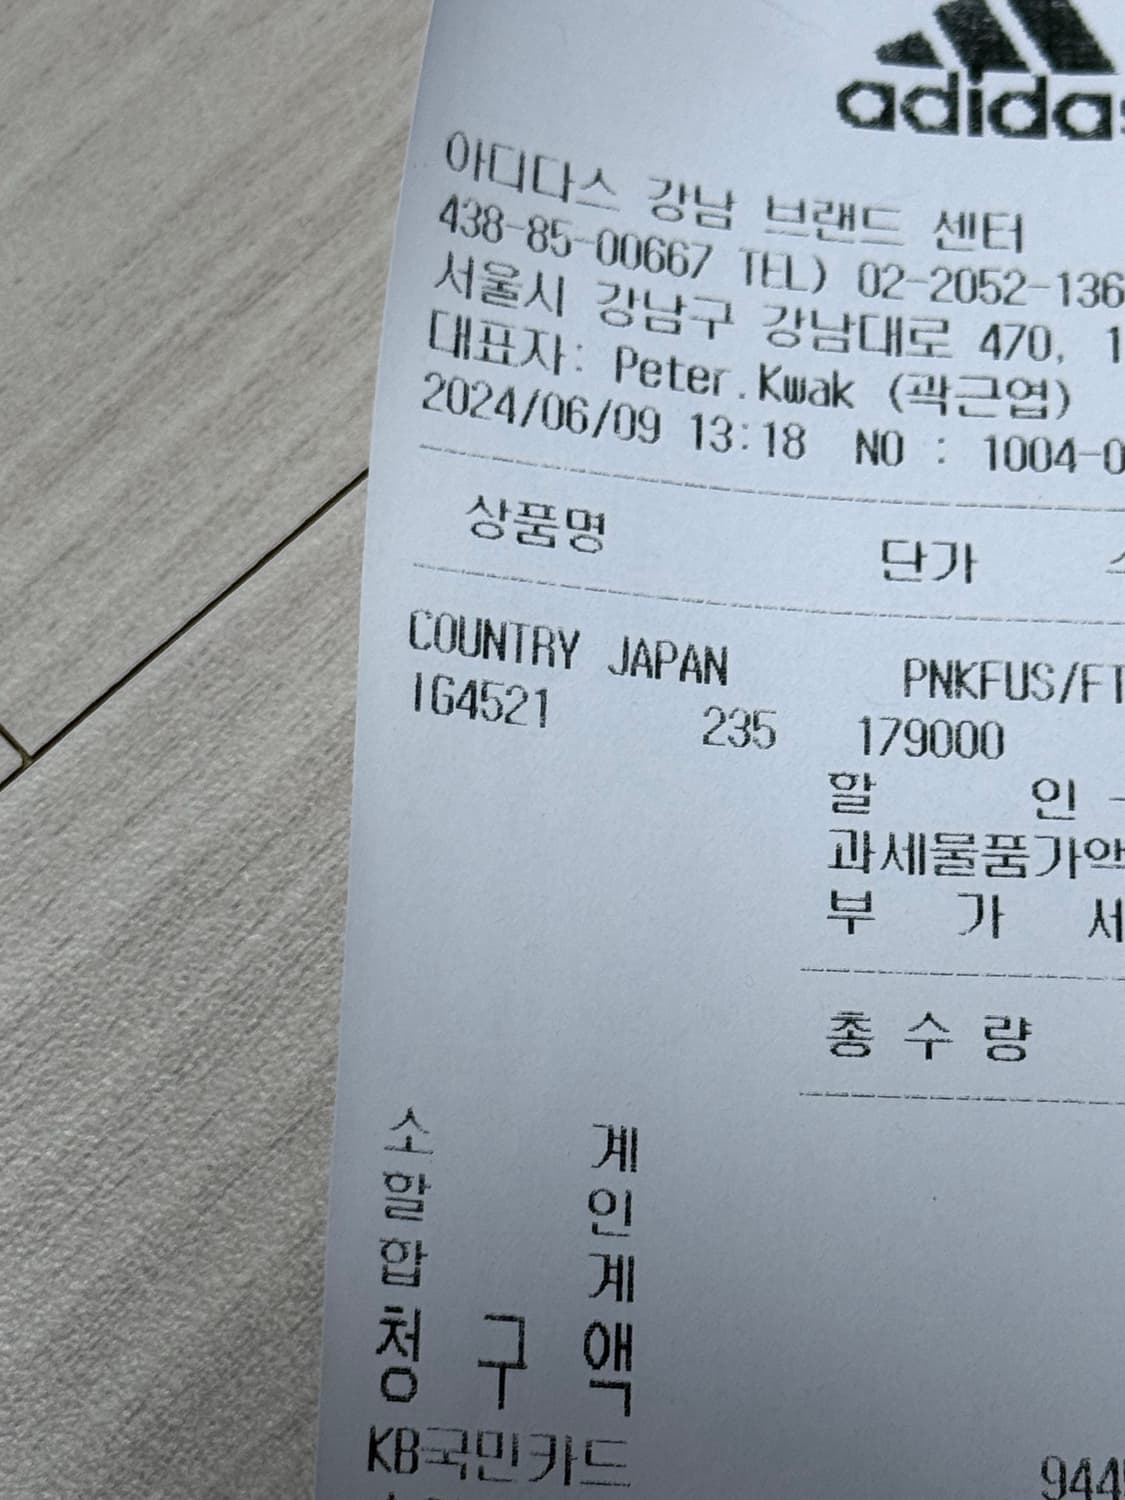 adidas
아디다스 강남 브랜드 센터
438-85-00667 TEL) 02-2052-136
서울시 강남구 강남대로 470, 1
대표자: Peter.Kwak (곽근엽)
2024/06/09 13:18 NO : 1004-0
상품명 단가
COUNTRY JAPAN PNKFUS/FT
IG4521 235 179000
할 인 -
과세물품가액
부 가 세
총 수 량
소 계
할 인
합 계
청 구 액
KB국민카드 944